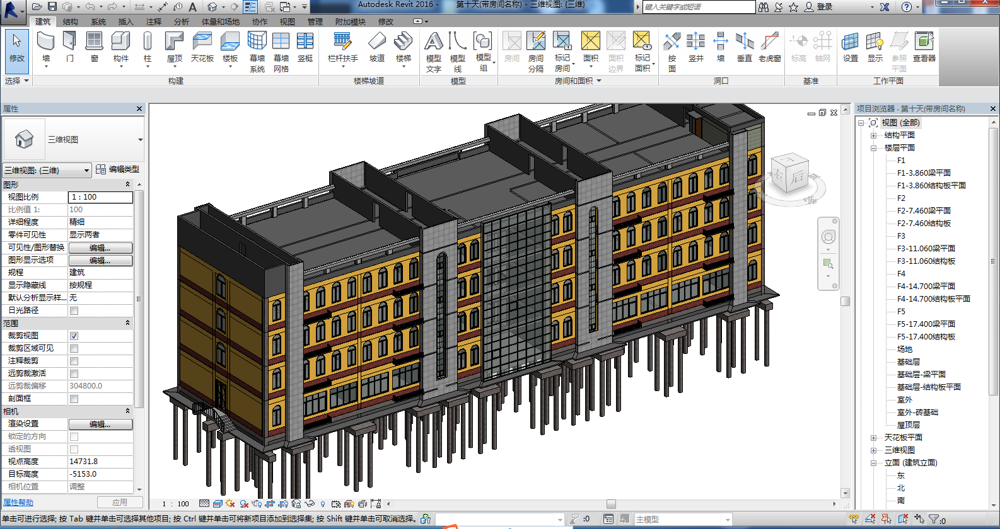 Autodesk Revit 2016 - 第十天(带房间名称) - 三维视图: {三维}
键入关键字或短语
登录
建筑 结构 系统 插入 注释 分析 体量和场地 协作 视图 管理 附加模块 修改
修改 墙 门 窗 构件 柱 屋顶 天花板 楼板 幕墙系统 幕墙网格 竖梃 栏杆扶手 坡道 楼梯 模型文字 模型线 模型组 房间 房间分隔 标记房间 面积 面积边界 标记面积 按面 竖井 墙 垂直 老虎窗 标高 轴网 设置 显示 参照平面 查看器
选择 构建 楼梯坡道 模型 房间和面积 洞口 基准 工作平面
属性
三维视图
三维视图: {三维} 编辑类型
图形
视图比例 1 : 100
比例值 1: 100
详细程度 精细
零件可见性 显示两者
可见性/图形替换 编辑...
图形显示选项 编辑...
规程 建筑
显示隐藏线 按规程
默认分析显示样... 无
日光路径
范围
裁剪视图
裁剪区域可见
注释裁剪
远剪裁激活
远剪裁偏移 304800.0
剖面框
相机
渲染设置 编辑...
锁定的方向
透视图
视点高度 14731.8
目标高度 -5153.0
相机位置 调整
属性帮助 应用
后
1 : 100
项目浏览器 - 第十天(带房间名称)
视图 (全部)
结构平面
楼层平面
F1
F1-3.860梁平面
F1-3.860结构板平面
F2
F2-7.460梁平面
F2-7.460结构板
F3
F3-11.060梁平面
F3-11.060结构板
F4
F4-14.700梁平面
F4-14.700结构板平面
F5
F5-17.400梁平面
F5-17.400结构板
场地
基础层
基础层-梁平面
基础层-结构板平面
室外
室外-砖基础
屋顶层
天花板平面
三维视图
立面 (建筑立面)
东
北
南
单击可进行选择; 按 Tab 键并单击可选择其他项目; 按 Ctrl 键并单击可将新项目添加到选择集; 按 Shift 键并单击可取消选择。
:0
主模型
:0